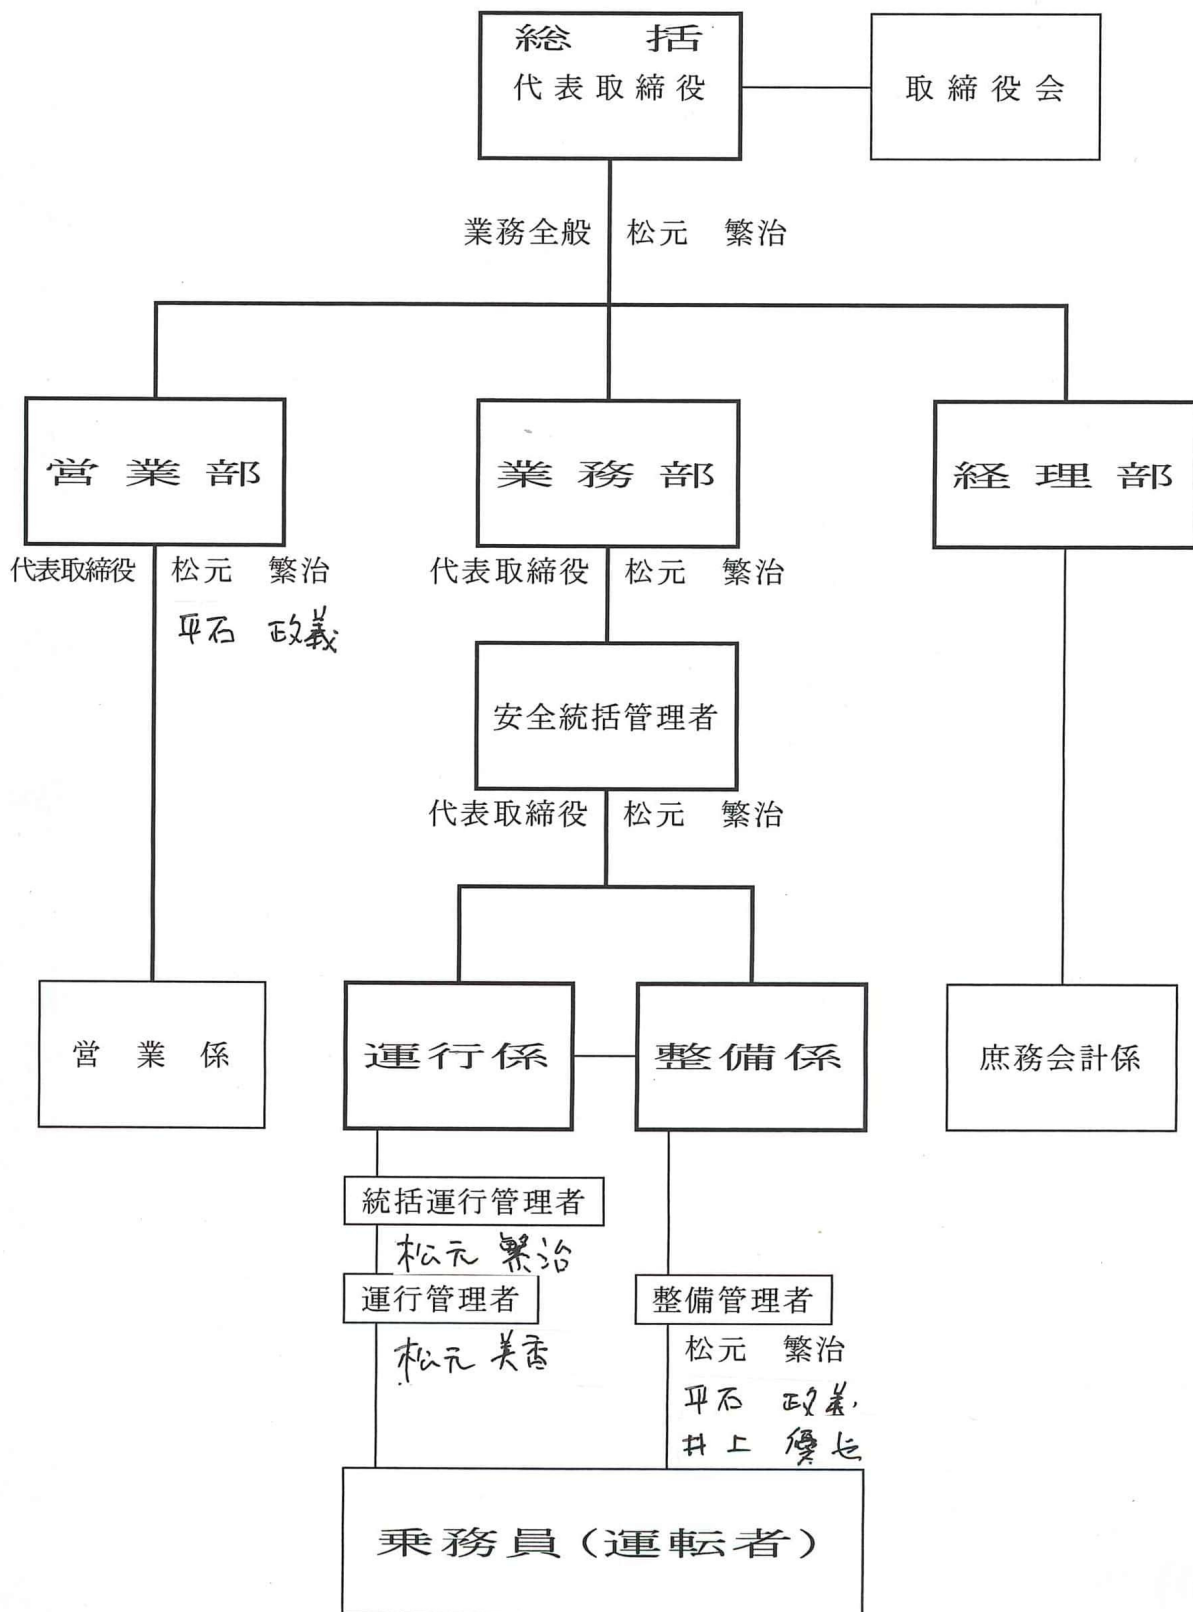 総　括
代表取締役
取締役会
業務全般　松元　繁治
営業部
業務部
経理部
代表取締役　松元　繁治
平石　政義
代表取締役　松元　繁治
安全統括管理者
代表取締役　松元　繁治
営業係
運行係
整備係
庶務会計係
統括運行管理者
松元　繁治
運行管理者
松元　美香
整備管理者
松元　繁治
平石　政義
井上
乗務員（運転者）